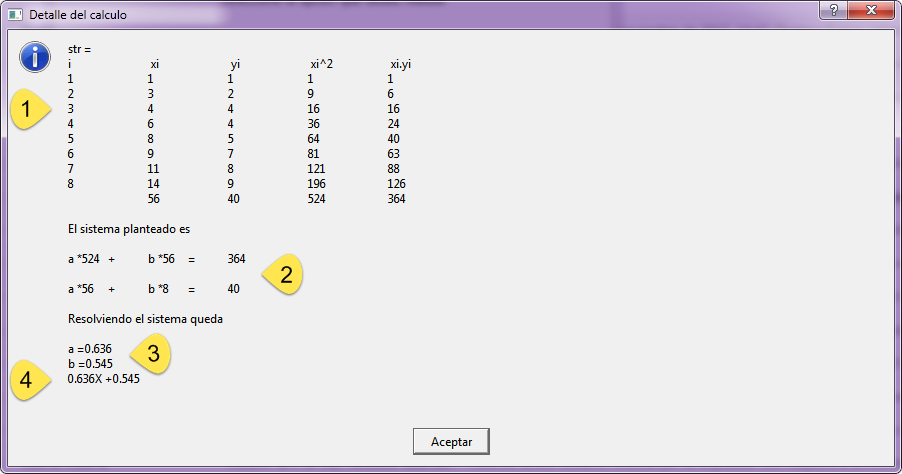 Detalle del calculo
str =
i xi yi xi^2 xi.yi
1 1 1 1 1
2 3 2 9 6
1
3 4 4 16 16
4 6 4 36 24
5 8 5 64 40
6 9 7 81 63
7 11 8 121 88
8 14 9 196 126
56 40 524 364
El sistema planteado es
a *524 + b *56 = 364
2
a *56 + b *8 = 40
Resolviendo el sistema queda
a =0.636
3
b =0.545
4
0.636X +0.545
Aceptar